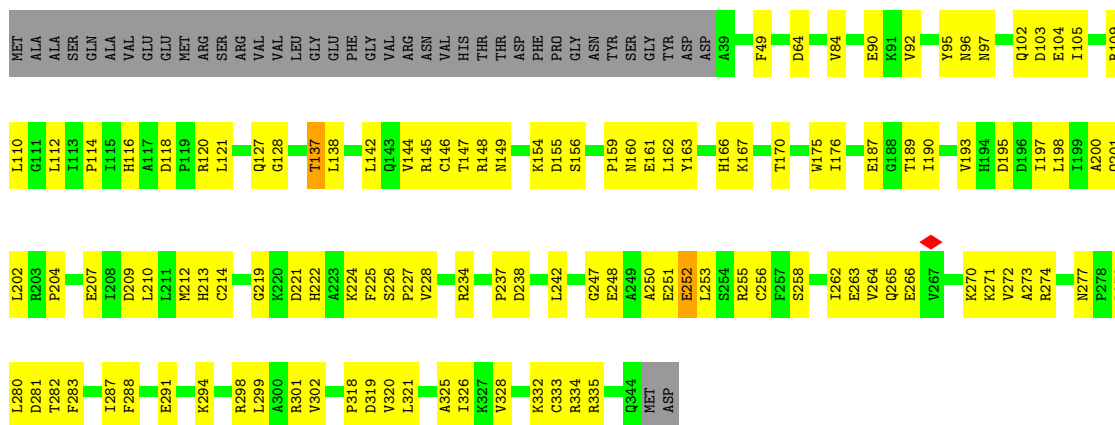 MET ALA ALA SER GLN ALA VAL GLU GLU MET ARG SER ARG VAL VAL LEU GLY GLU PHE GLY VAL ARG ASN VAL HIS THR THR ASP PHE PRO GLY ASN TYR SER GLY TYR ASP ASP A39 F49 D64 V84 E90 K91 V92 Y95 N96 N97 Q102 D103 E104 I105 R109
L110 G111 L112 I113 P114 I115 H116 A117 D118 P119 R120 L121 Q127 G128 T137 L138 L142 Q143 V144 R145 C146 T147 R148 N149 K154 D155 S156 P159 N160 E161 L162 Y163 H166 K167 T170 W175 I176 E187 G188 T189 I190 V193 H194 D195 D196 I197 L198 I199 A200 Q201
L202 R203 P204 E207 I208 D209 L210 L211 M212 H213 C214 G219 K220 D221 H222 A223 K224 F225 S226 P227 V228 R234 P237 D238 L242 G247 E248 A249 A250 E251 E252 L253 S254 R255 C256 F257 S258 I262 E263 V264 Q265 E266 V267 K270 K271 V272 A273 R274 N277 P278
L280 D281 T282 F283 I287 F288 E291 K294 R298 L299 A300 R301 V302 P318 D319 V320 L321 A325 I326 K327 V328 K332 C333 R334 R335 Q344 MET ASP